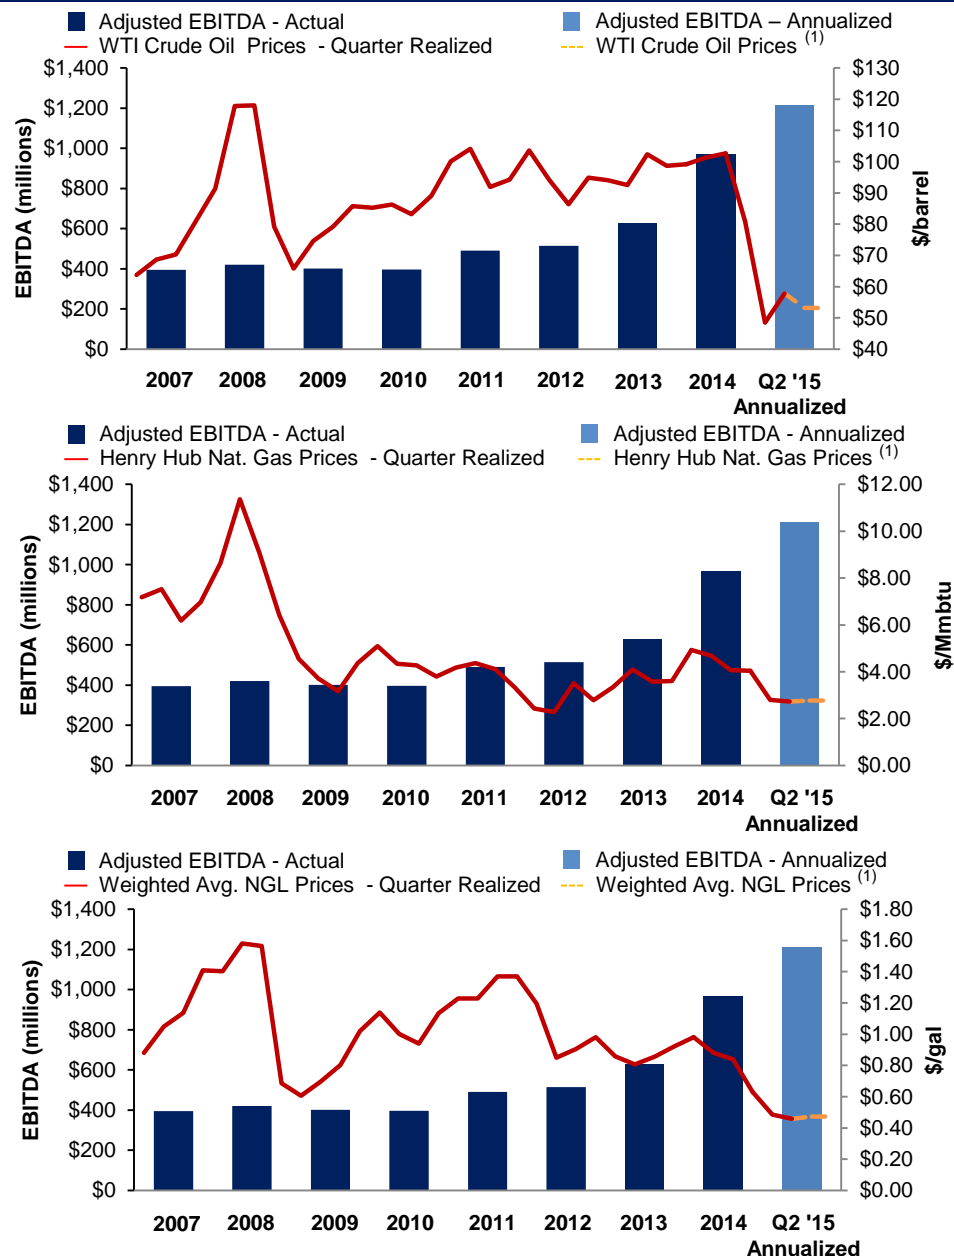 Adjusted EBITDA - Actual
Adjusted EBITDA – Annualized
WTI Crude Oil Prices - Quarter Realized
WTI Crude Oil Prices (1)
EBITDA (millions)
$1,400
$1,200
$1,000
$800
$600
$400
$200
$0
$130
$120
$110
$100
$90
$80
$70
$60
$50
$40
$/barrel
2007 2008 2009 2010 2011 2012 2013 2014 Q2 '15
Annualized
Adjusted EBITDA - Actual
Adjusted EBITDA - Annualized
Henry Hub Nat. Gas Prices - Quarter Realized
Henry Hub Nat. Gas Prices (1)
EBITDA (millions)
$1,400
$1,200
$1,000
$800
$600
$400
$200
$0
$12.00
$10.00
$8.00
$6.00
$4.00
$2.00
$0.00
$/Mmbtu
2007 2008 2009 2010 2011 2012 2013 2014 Q2 '15
Annualized
Adjusted EBITDA - Actual
Adjusted EBITDA - Annualized
Weighted Avg. NGL Prices - Quarter Realized
Weighted Avg. NGL Prices (1)
EBITDA (millions)
$1,400
$1,200
$1,000
$800
$600
$400
$200
$0
$1.80
$1.60
$1.40
$1.20
$1.00
$0.80
$0.60
$0.40
$0.20
$0.00
$/gal
2007 2008 2009 2010 2011 2012 2013 2014 Q2 '15
Annualized